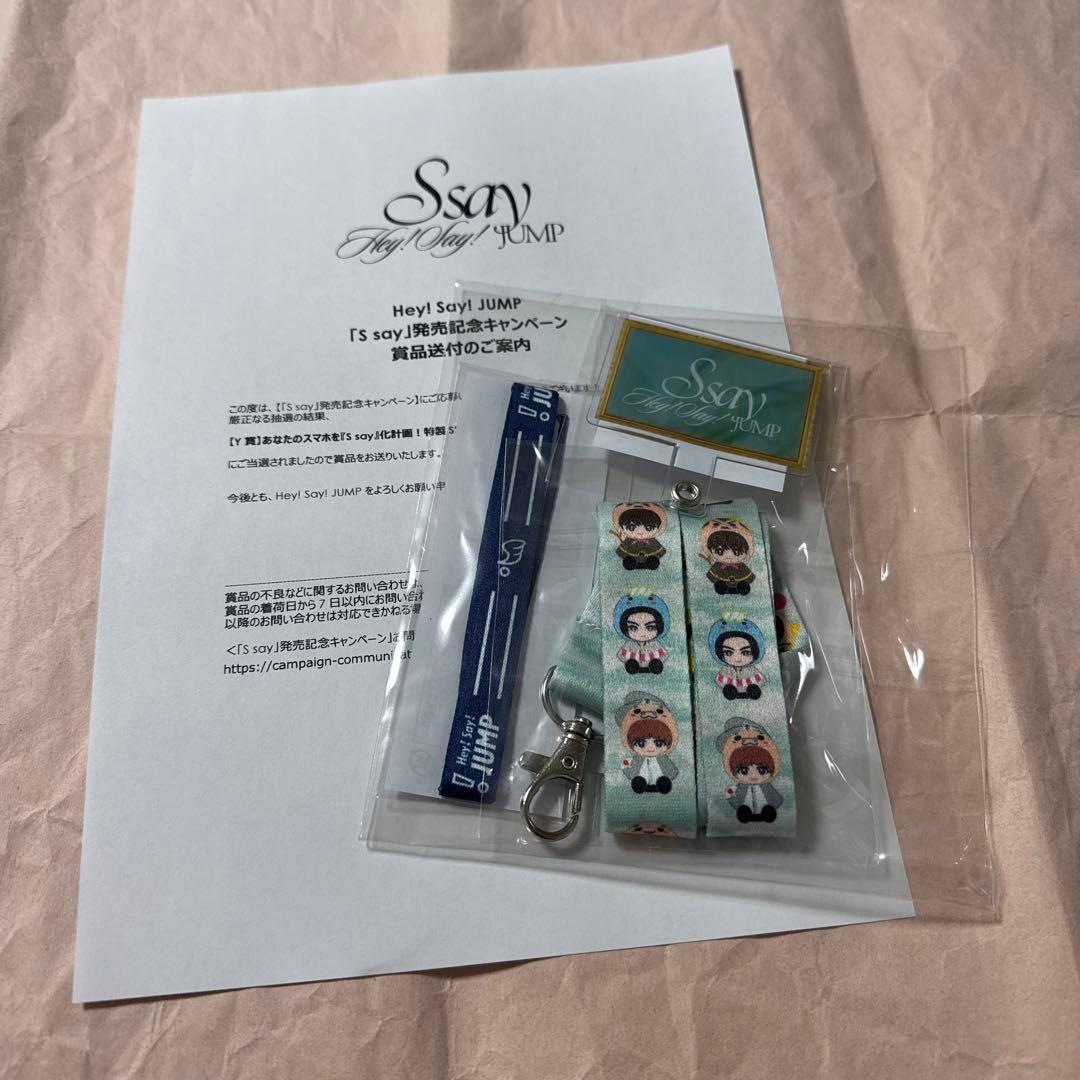 S say
Hey! Say! JUMP
Hey! Say! JUMP
「S say」発売記念キャンペーン
賞品送付のご案内
この度は、【「S say」発売記念キャンペーン】にご応募い
厳正なる抽選の結果、
【Y 賞】あなたのスマホを『S say』化計画！特製 S
にご当選されましたので賞品をお送りいたします。
今後とも、Hey! Say! JUMP をよろしくお願い申
賞品の不良などに関するお問い合わせは、
賞品の着荷日から 7 日以内にお問い合わ
以降のお問い合わせは対応できかねる場
<「S say」発売記念キャンペーン」お問
https://campaign-communicat
S say
Hey! Say! JUMP
Hey!
JU
Hey! Say!
JUMP